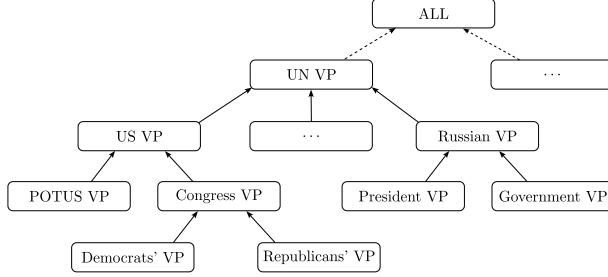 ALL
UN VP
...
US VP
...
Russian VP
POTUS VP
Congress VP
President VP
Government VP
Democrats' VP
Republicans' VP